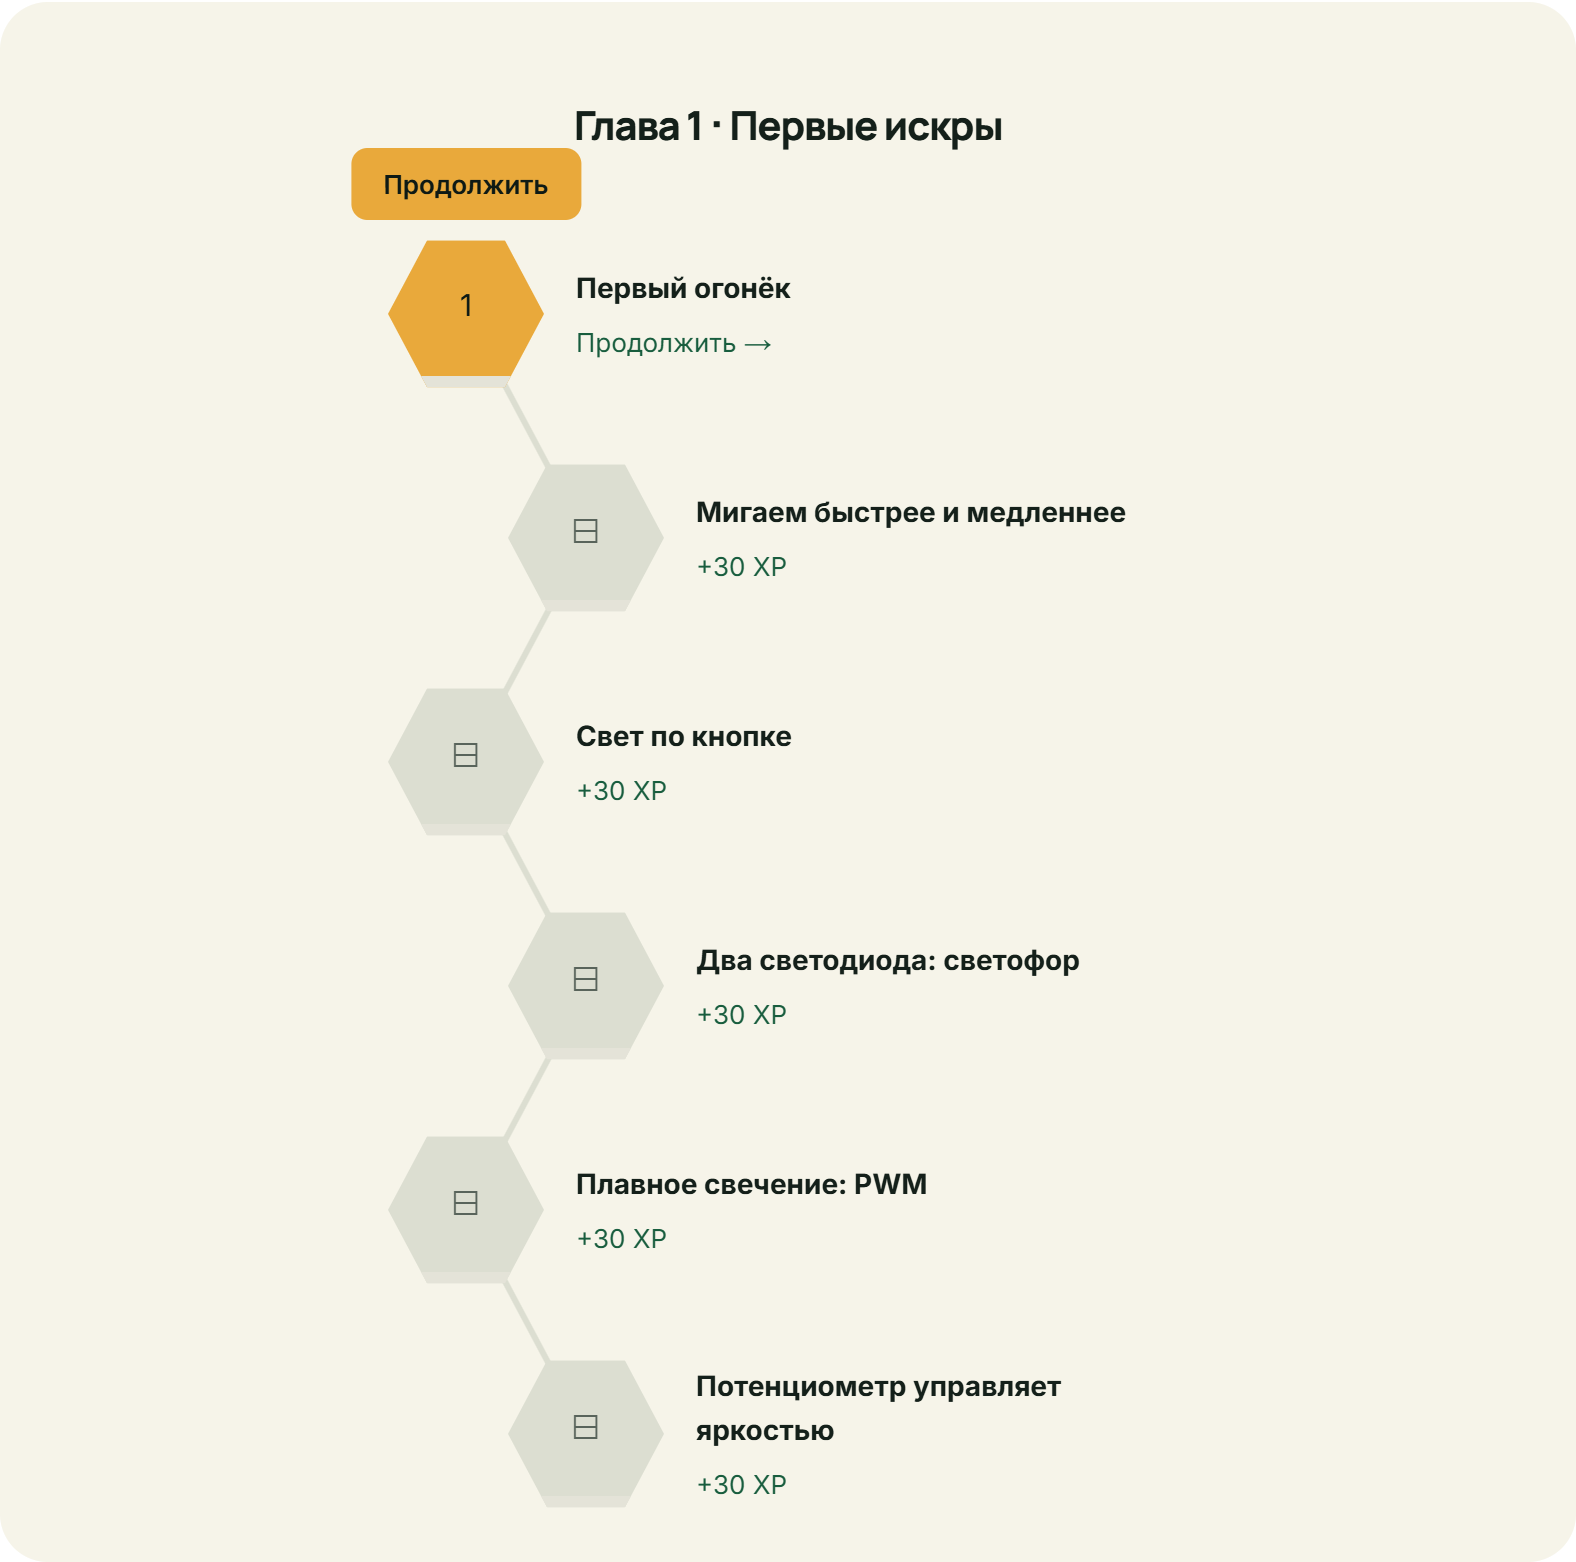 Глава 1 · Первые искры
Продолжить
1
Первый огонёк
Продолжить →
Мигаем быстрее и медленнее
+30 XP
Свет по кнопке
+30 XP
Два светодиода: светофор
+30 XP
Плавное свечение: PWM
+30 XP
Потенциометр управляет
яркостью
+30 XP